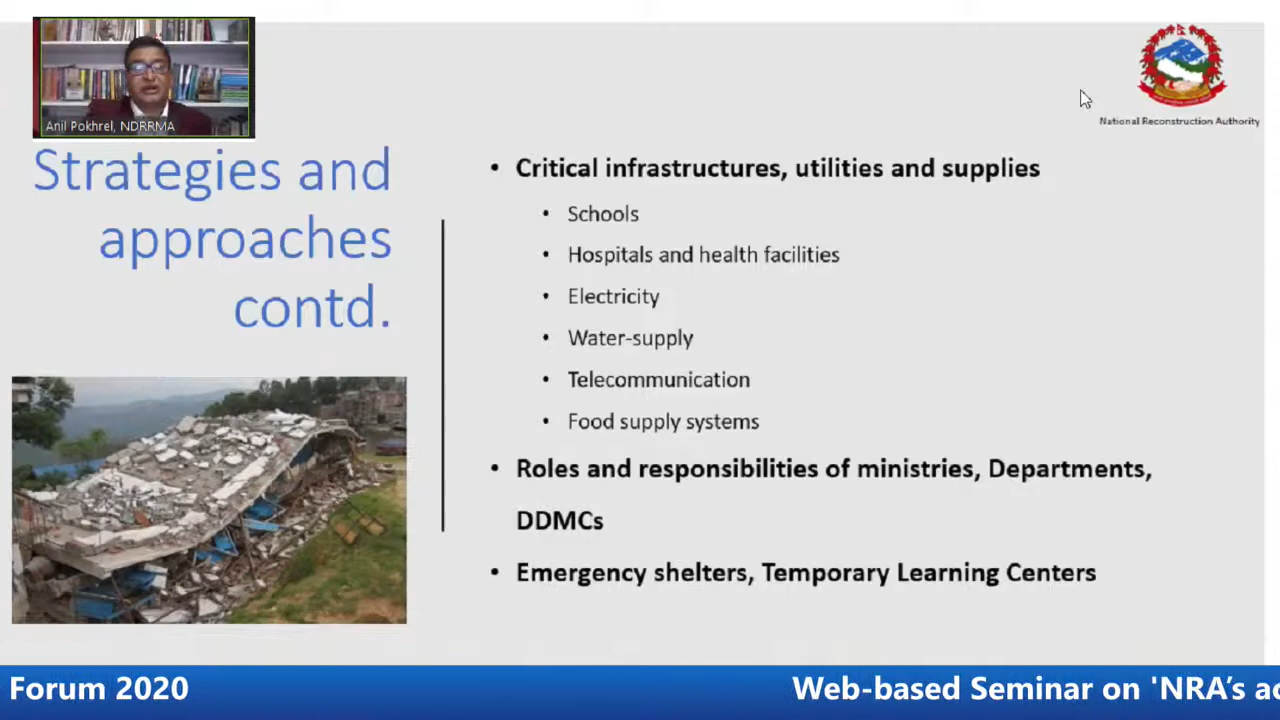 Anil Pokhrel, NDRRMA
National Reconstruction Authority
Strategies and
approaches
contd.
• Critical infrastructures, utilities and supplies
• Schools
• Hospitals and health facilities
• Electricity
• Water-supply
• Telecommunication
• Food supply systems
• Roles and responsibilities of ministries, Departments,
DDMCs
• Emergency shelters, Temporary Learning Centers
Forum 2020
Web-based Seminar on 'NRA's ac